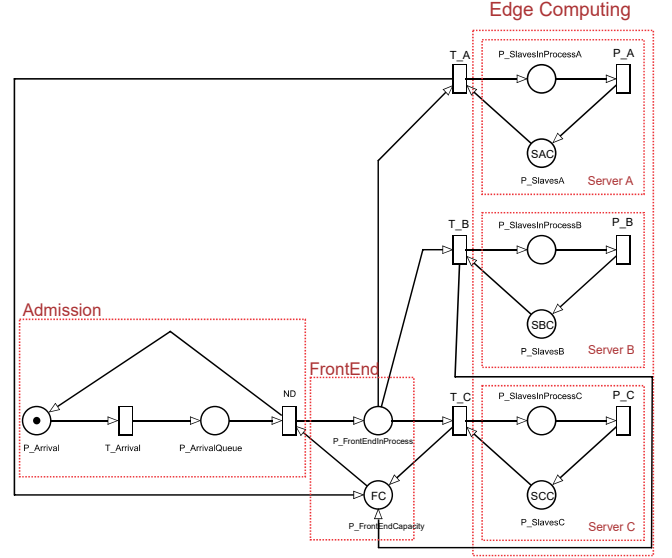 Edge Computing
T_A
P_SlavesInProcessA
P_A
SAC
P_SlavesA
Server A
T_B
P_SlavesInProcessB
P_B
SBC
P_SlavesB
Server B
Admission
FrontEnd
ND
P_Arrival
T_Arrival
P_ArrivalQueue
P_FrontEndInProcess
T_C
P_SlavesInProcessC
P_C
FC
P_FrontEndCapacity
SCC
P_SlavesC
Server C